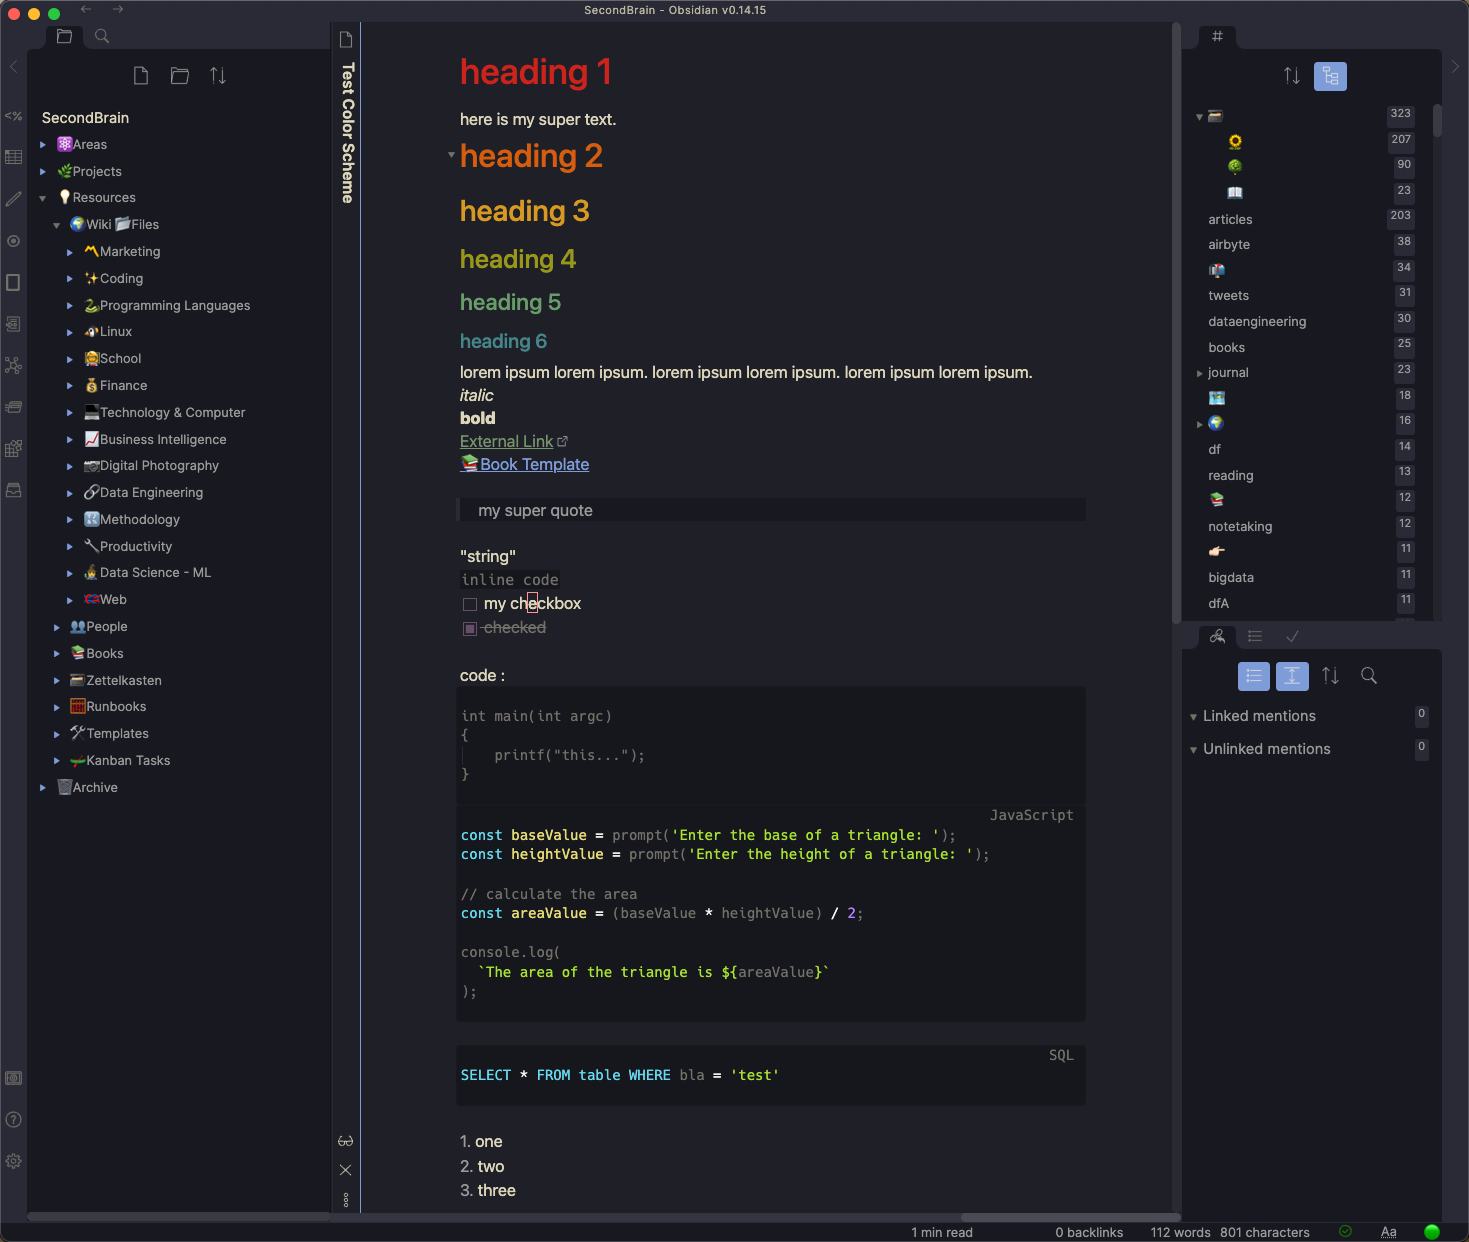 SecondBrain - Obsidian v0.14.15
SecondBrain
Areas
Projects
Resources
Wiki Files
Marketing
Coding
Programming Languages
Linux
School
Finance
Technology & Computer
Business Intelligence
Digital Photography
Data Engineering
Methodology
Productivity
Data Science - ML
Web
People
Books
Zettelkasten
Runbooks
Templates
Kanban Tasks
Archive
Test Color Scheme
heading 1
here is my super text.
heading 2
heading 3
heading 4
heading 5
heading 6
lorem ipsum lorem ipsum. lorem ipsum lorem ipsum. lorem ipsum lorem ipsum.
italic
bold
External Link
Book Template
my super quote
"string"
inline code
my checkbox
checked
code :
int main(int argc)
{
    printf("this...");
}
JavaScript
const baseValue = prompt('Enter the base of a triangle: ');
const heightValue = prompt('Enter the height of a triangle: ');
// calculate the area
const areaValue = (baseValue * heightValue) / 2;
console.log(
  `The area of the triangle is ${areaValue}`
);
SQL
SELECT * FROM table WHERE bla = 'test'
1. one
2. two
3. three
323
207
90
23
articles 203
airbyte 38
34
tweets 31
dataengineering 30
books 25
journal 23
18
16
df 14
reading 13
12
notetaking 12
11
bigdata 11
dfA 11
Linked mentions 0
Unlinked mentions 0
1 min read 0 backlinks 112 words 801 characters Aa